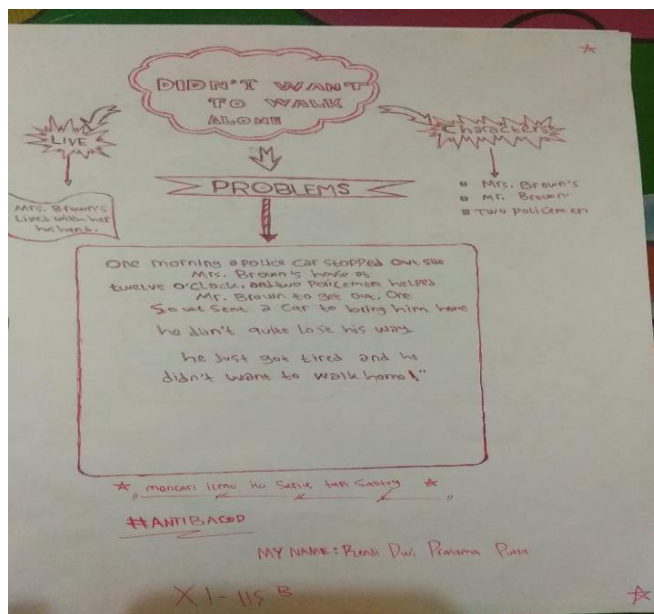 DIDN'T WANT
TO WALK
ALONE
LIVE
Characters
Mrs. Brown's
Lived with her
husband.
PROBLEMS
Mrs. Brown's
Mr. Brown
Two Policemen
One morning a police car stopped outside
Mrs. Brown's house at
twelve o'clock, and two policemen helped
Mr. Brown to get out. One
So we sent a car to bring him home
he didn't quite lose his way
he just got tired and he
didn't want to walk home!"
mencari ilmu itu Serius tapi Santoy
#ANTIBACOD
MY NAME: Rendi Dwi Pratama Putra
XI-IIS B